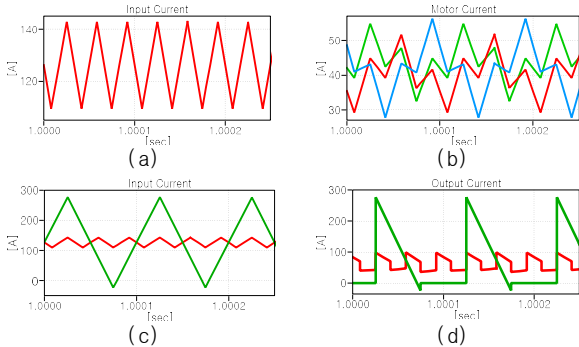 Input Current
140
120
[A]
1.0000
1.0001
1.0002
[sec]
(a)
Motor Current
50
40
30
[A]
1.0000
1.0001
1.0002
[sec]
(b)
Input Current
300
200
100
0
[A]
1.0000
1.0001
1.0002
[sec]
(c)
Output Current
300
200
100
0
[A]
1.0000
1.0001
1.0002
[sec]
(d)